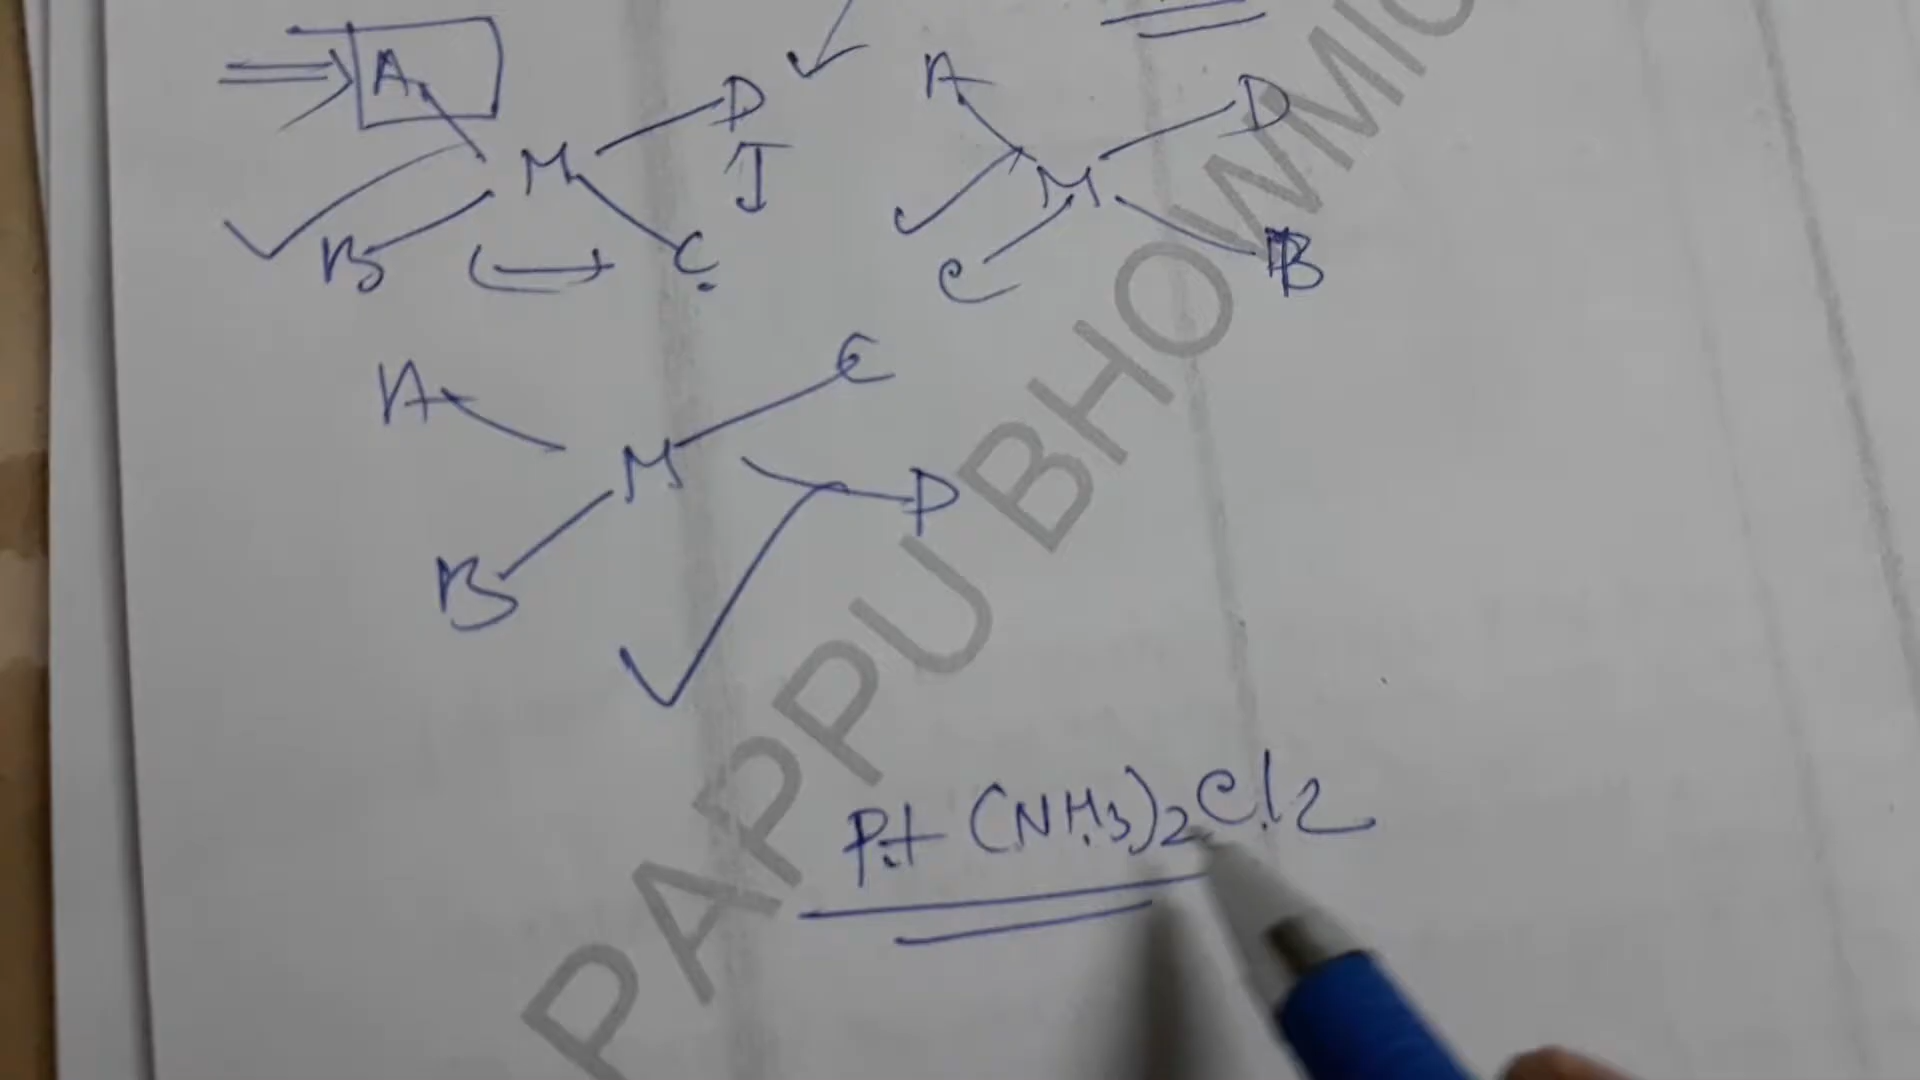 A D A D
M M
I
B C C B
A C
M
B D
Pt (NH3)2Cl2
PAPPU BHOWMIC